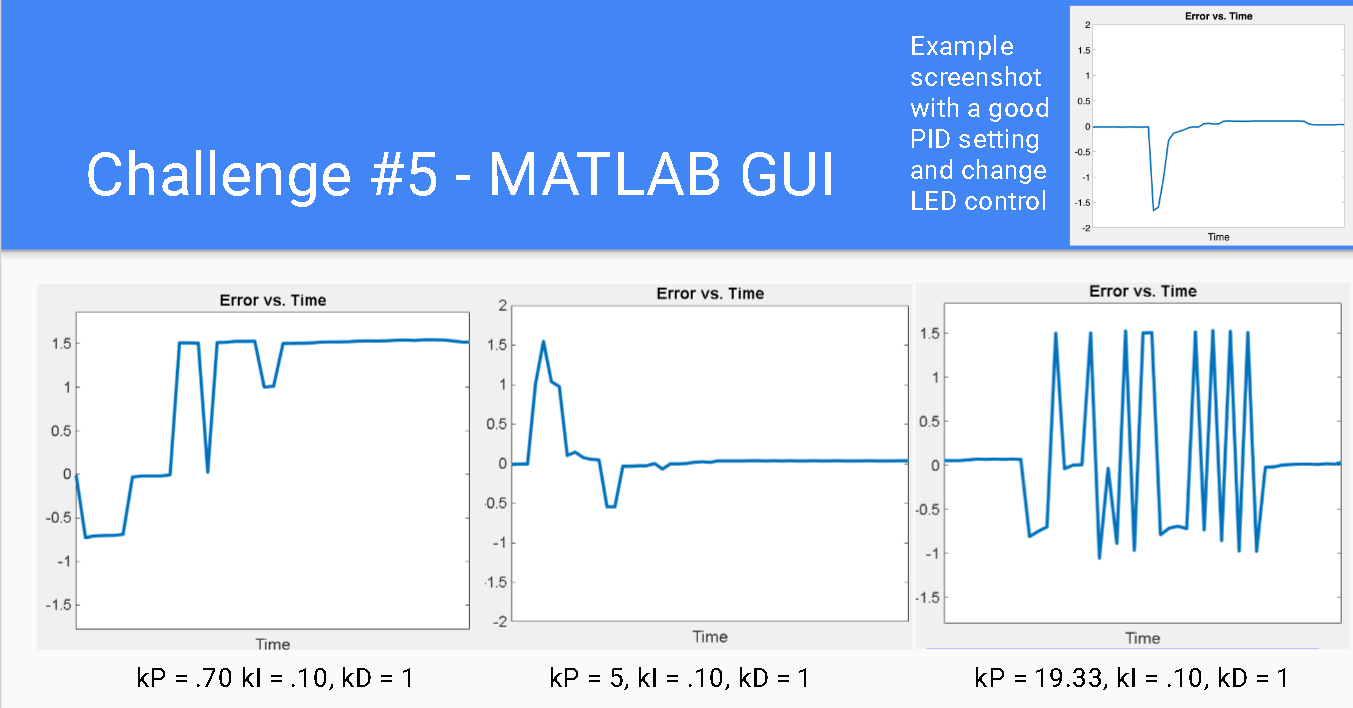 Challenge #5 - MATLAB GUI
Example
screenshot
with a good
PID setting
and change
LED control
Error vs. Time
2
1.5
1
0.5
0
-0.5
-1
-1.5
-2
Time
Error vs. Time
1.5
1
0.5
0
-0.5
-1
-1.5
Time
kP = .70 kI = .10, kD = 1
Error vs. Time
2
1.5
1
0.5
0
-0.5
-1
-1.5
-2
Time
kP = 5, kI = .10, kD = 1
Error vs. Time
1.5
1
0.5
0
-0.5
-1
-1.5
Time
kP = 19.33, kI = .10, kD = 1